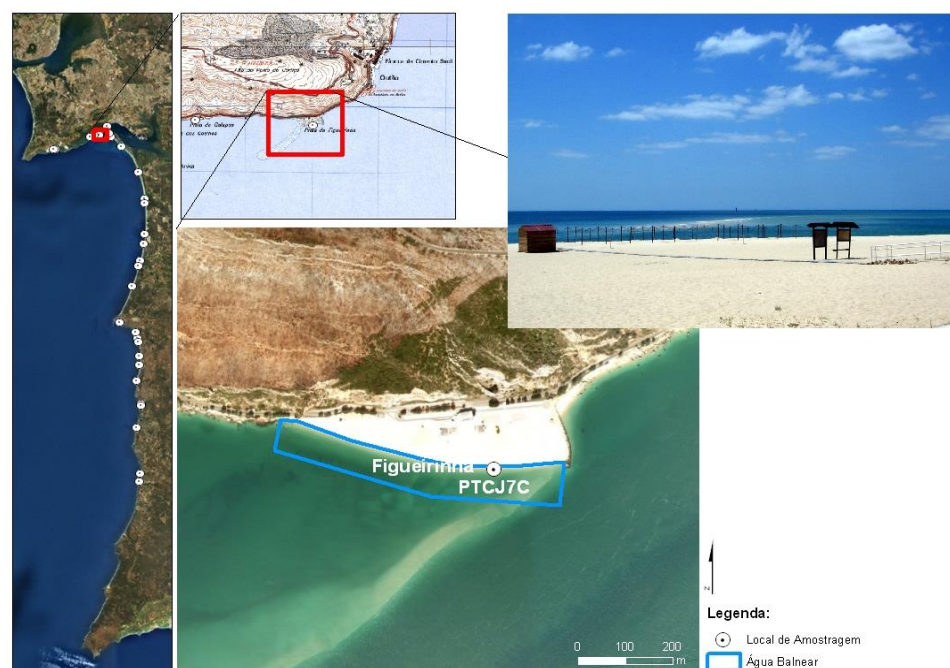 Outão
Praia da Figueirinha
Figueirinha
PTCJ7C
N
Legenda:
Local de Amostragem
Água Balnear
0 100 200
m